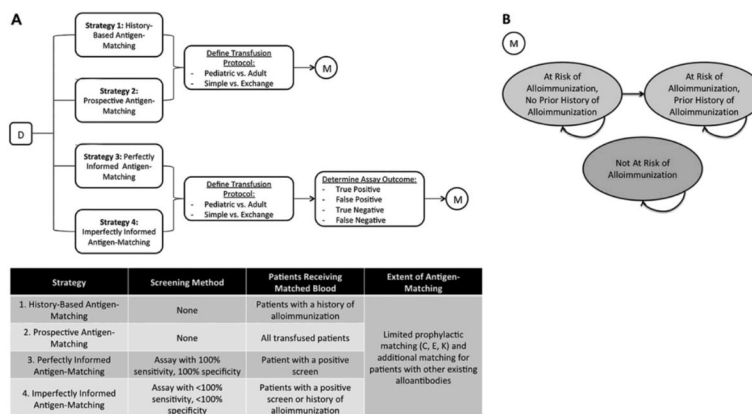 A
Strategy 1: History-
Based Antigen-
Matching
Strategy 2:
Prospective Antigen-
Matching
D
Strategy 3: Perfectly
Informed Antigen-
Matching
Strategy 4:
Imperfectly Informed
Antigen-Matching
Define Transfusion
Protocol:
- Pediatric vs. Adult
- Simple vs. Exchange
M
Define Transfusion
Protocol:
- Pediatric vs. Adult
- Simple vs. Exchange
Determine Assay Outcome:
- True Positive
- False Positive
- True Negative
- False Negative
M
B
M
At Risk of
Alloimmunization,
No Prior History of
Alloimmunization
At Risk of
Alloimmunization,
Prior History of
Alloimmunization
Not At Risk of
Alloimmunization
Strategy
Screening Method
Patients Receiving
Matched Blood
Extent of Antigen-
Matching
1. History-Based Antigen-
Matching
None
Patients with a history of
alloimmunization
2. Prospective Antigen-
Matching
None
All transfused patients
3. Perfectly Informed
Antigen-Matching
Assay with 100%
sensitivity, 100% specificity
Patient with a positive
screen
4. Imperfectly Informed
Antigen-Matching
Assay with <100%
sensitivity, <100%
specificity
Patients with a positive
screen or history of
alloimmunization
Limited prophylactic
matching (C, E, K) and
additional matching for
patients with other existing
alloantibodies